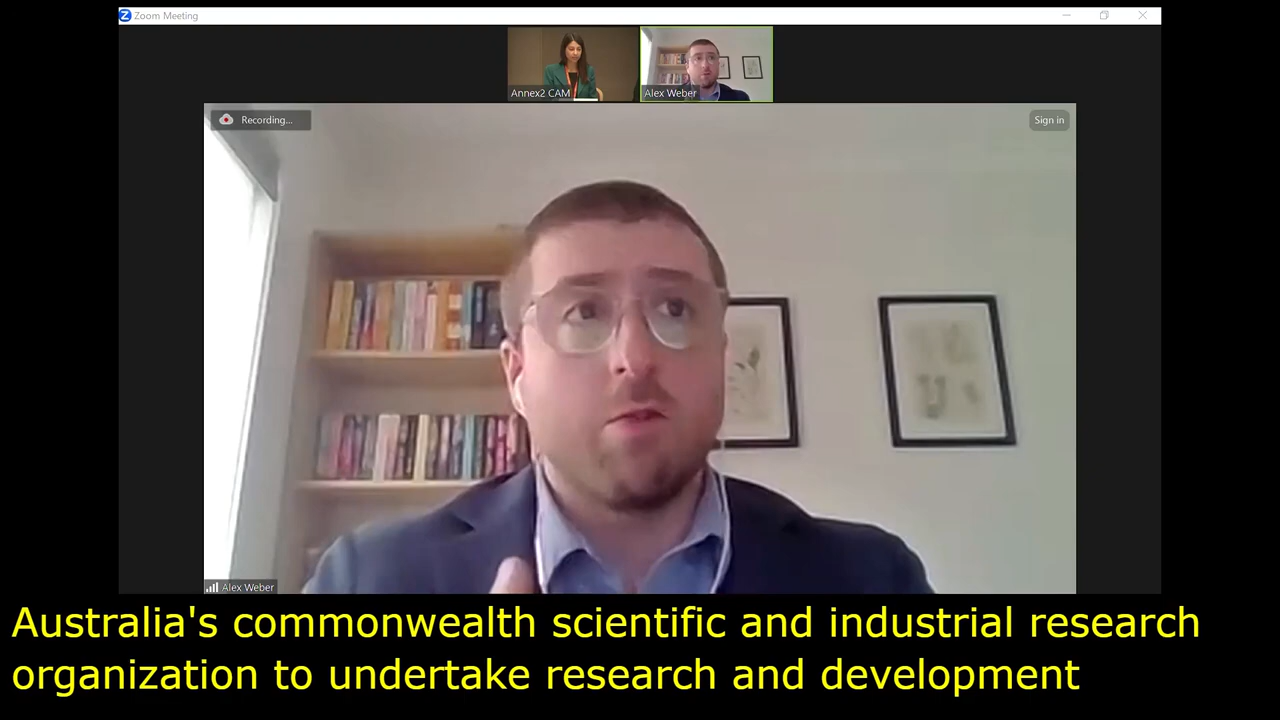 Zoom Meeting
Annex2 CAM
Alex Weber
Recording...
Sign in
Alex Weber
Australia's commonwealth scientific and industrial research
organization to undertake research and development